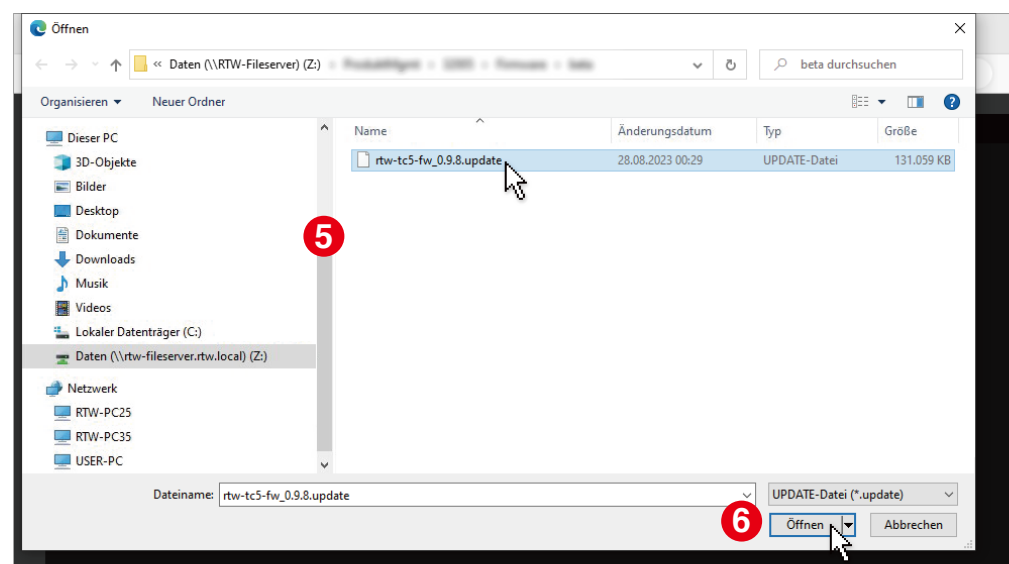 Öffnen
« Daten (\\RTW-Fileserver) (Z:)
beta durchsuchen
Organisieren
Neuer Ordner
Dieser PC
3D-Objekte
Bilder
Desktop
Dokumente
Downloads
Musik
Videos
Lokaler Datenträger (C:)
Daten (\\rtw-fileserver.rtw.local) (Z:)
Netzwerk
RTW-PC25
RTW-PC35
USER-PC
Name Änderungsdatum Typ Größe
rtw-tc5-fw_0.9.8.update 28.08.2023 00:29 UPDATE-Datei 131.059 KB
5
Dateiname: rtw-tc5-fw_0.9.8.update UPDATE-Datei (*.update)
6
Öffnen Abbrechen